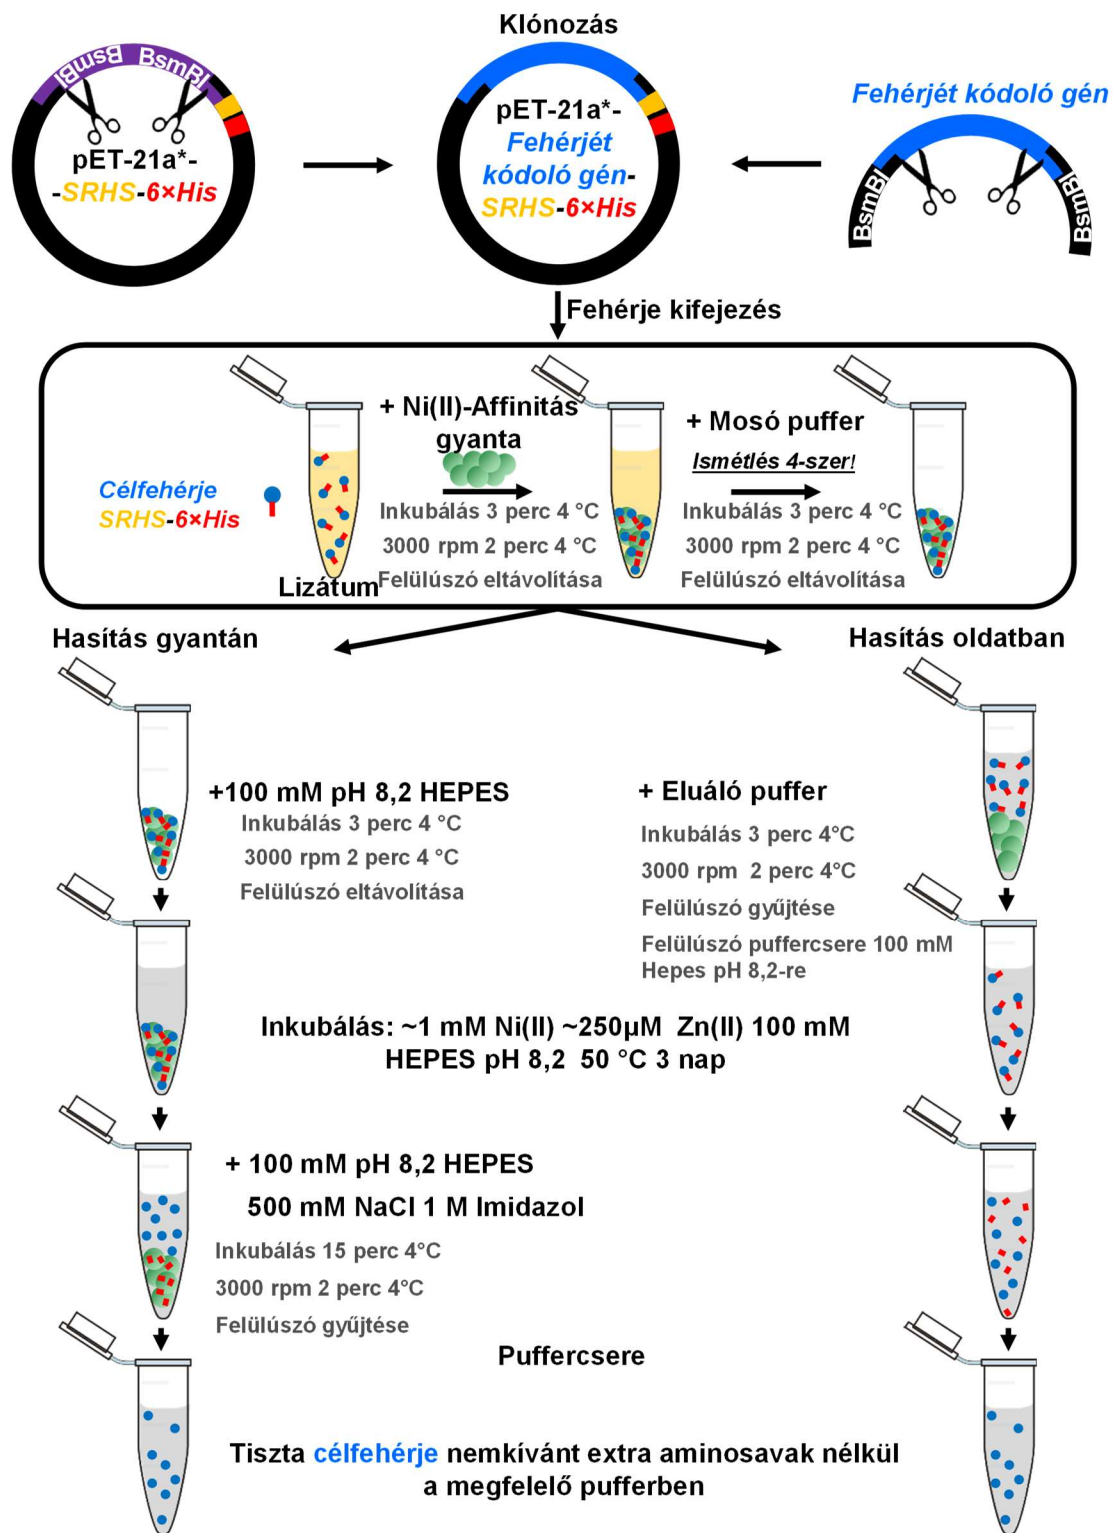 Klónozás
BsmBI
BsmBI
pET-21a*-
-SRHS-6×His
pET-21a*-
Fehérjét
kódoló gén-
SRHS-6×His
Fehérjét kódoló gén
BsmBI
BsmBI
Fehérje kifejezés
Célfehérje
SRHS-6×His
Lizátum
+ Ni(II)-Affinitás
gyanta
Inkubálás 3 perc 4 °C
3000 rpm 2 perc 4 °C
Felülúszó eltávolítása
+ Mosó puffer
Ismétlés 4-szer!
Inkubálás 3 perc 4 °C
3000 rpm 2 perc 4 °C
Felülúszó eltávolítása
Hasítás gyantán
Hasítás oldatban
+100 mM pH 8,2 HEPES
Inkubálás 3 perc 4 °C
3000 rpm 2 perc 4 °C
Felülúszó eltávolítása
+ Eluáló puffer
Inkubálás 3 perc 4°C
3000 rpm 2 perc 4°C
Felülúszó gyűjtése
Felülúszó puffercsere 100 mM
Hepes pH 8,2-re
Inkubálás: ~1 mM Ni(II) ~250µM Zn(II) 100 mM
HEPES pH 8,2 50 °C 3 nap
+ 100 mM pH 8,2 HEPES
500 mM NaCl 1 M Imidazol
Inkubálás 15 perc 4°C
3000 rpm 2 perc 4°C
Felülúszó gyűjtése
Puffercsere
Tiszta célfehérje nemkívánt extra aminosavak nélkül
a megfelelő pufferben